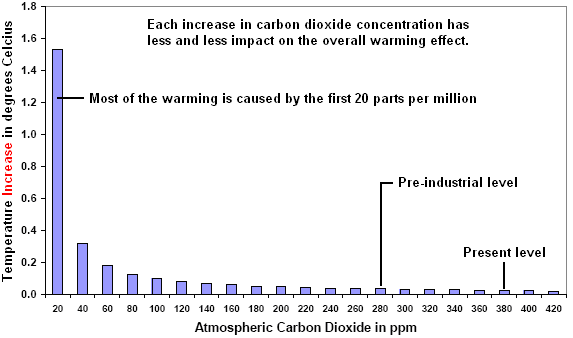 Each increase in carbon dioxide concentration has
less and less impact on the overall warming effect.
Most of the warming is caused by the first 20 parts per million
Pre-industrial level
Present level
Temperature Increase in degrees Celcius
1.8
1.6
1.4
1.2
1.0
0.8
0.6
0.4
0.2
0.0
20 40 60 80 100 120 140 160 180 200 220 240 260 280 300 320 340 360 380 400 420
Atmospheric Carbon Dioxide in ppm